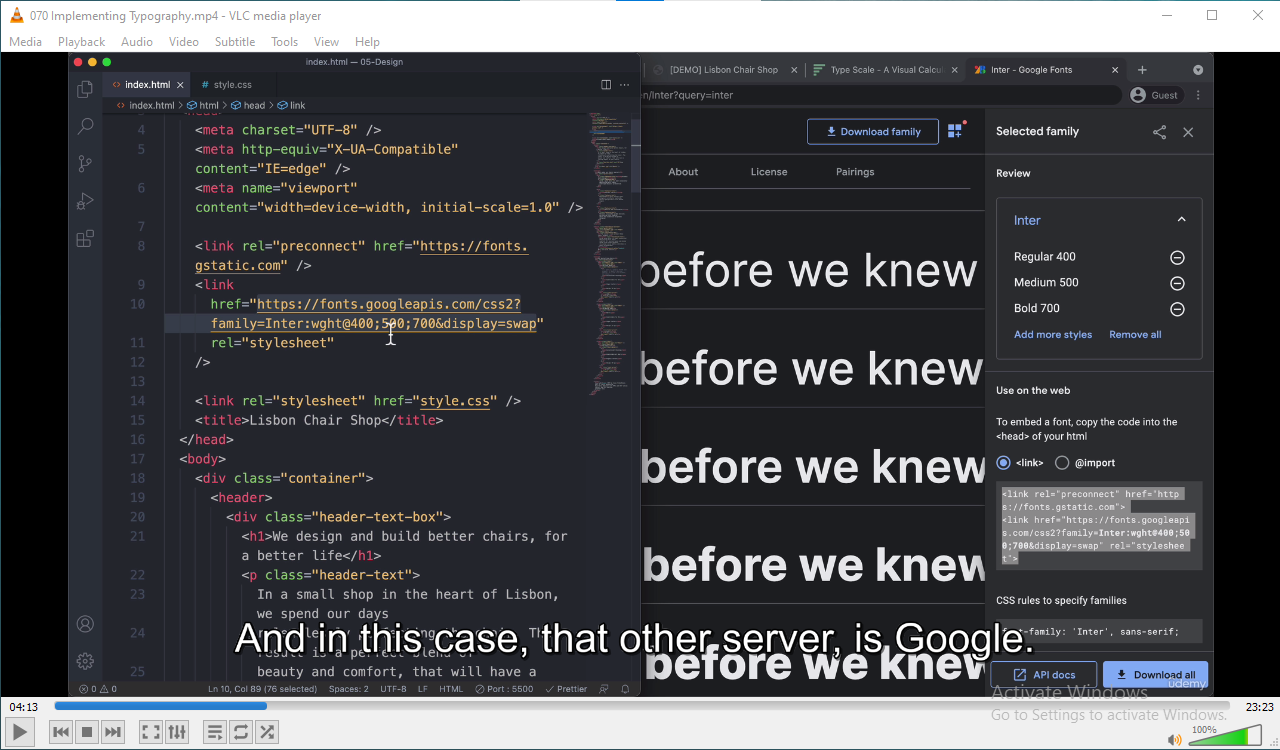 070 Implementing Typography.mp4 - VLC media player
Media Playback Audio Video Subtitle Tools View Help
index.html — 05-Design
index.html
style.css
index.html > html > head > link
4 <meta charset="UTF-8" />
5 <meta http-equiv="X-UA-Compatible"
content="IE=edge" />
6 <meta name="viewport"
content="width=device-width, initial-scale=1.0" />
7
8 <link rel="preconnect" href="https://fonts.
gstatic.com" />
9 <link
10 href="https://fonts.googleapis.com/css2?
family=Inter:wght@400;500;700&display=swap"
11 rel="stylesheet"
12 />
13
14 <link rel="stylesheet" href="style.css" />
15 <title>Lisbon Chair Shop</title>
16 </head>
17 <body>
18 <div class="container">
19 <header>
20 <div class="header-text-box">
21 <h1>We design and build better chairs, for
a better life</h1>
22 <p class="header-text">
23 In a small shop in the heart of Lisbon,
we spend our days
24
25 beauty and comfort, that will have a
0 0 Ln 10, Col 89 (76 selected) Spaces: 2 UTF-8 LF HTML Port : 5500 Prettier
[DEMO] Lisbon Chair Shop
Type Scale - A Visual Calcu
Inter - Google Fonts
en/Inter?query=inter
Guest
Download family
About License Pairings
before we knew
before we knew
before we knew
before we knew
before we knew
Selected family
Review
Inter
Regular 400
Medium 500
Bold 700
Add more styles Remove all
Use on the web
To embed a font, copy the code into the
<head> of your html
<link> @import
<link rel="preconnect" href="http
s://fonts.gstatic.com">
<link href="https://fonts.googleapi
s.com/css2?family=Inter:wght@400;50
0;700&display=swap" rel="styleshee
t">
CSS rules to specify families
font-family: 'Inter', sans-serif;
API docs Download all
And in this case, that other server, is Google.
udemy
Activate Windows
Go to Settings to activate Windows.
04:13
23:23
100%